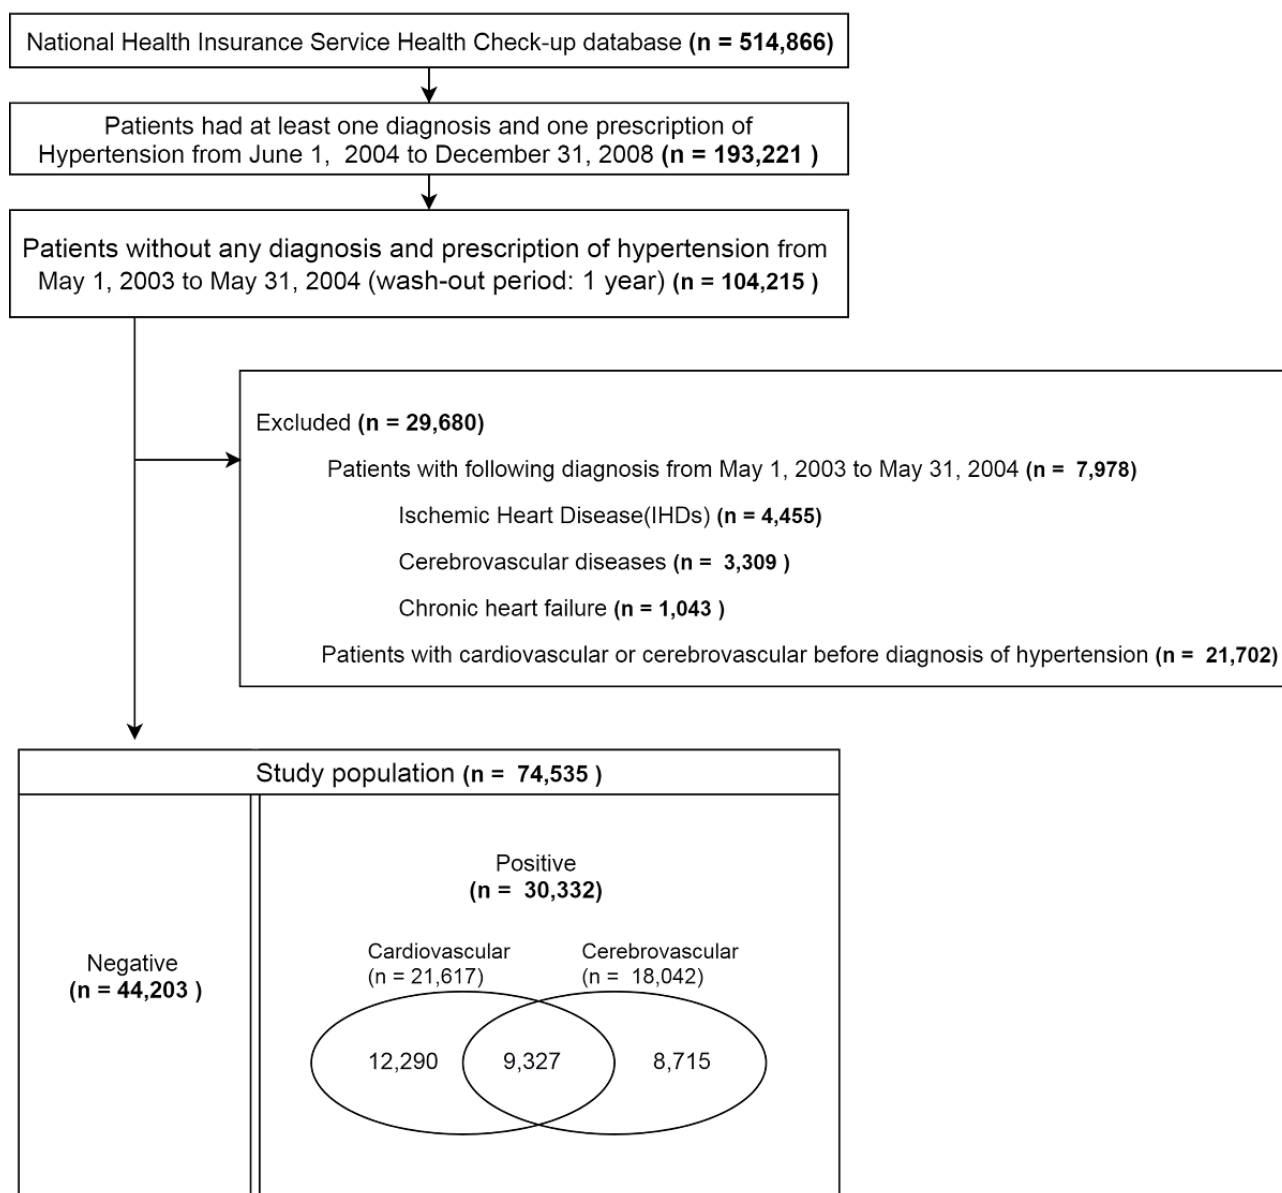 National Health Insurance Service Health Check-up database (n = 514,866)
Patients had at least one diagnosis and one prescription of
Hypertension from June 1, 2004 to December 31, 2008 (n = 193,221 )
Patients without any diagnosis and prescription of hypertension from
May 1, 2003 to May 31, 2004 (wash-out period: 1 year) (n = 104,215 )
Excluded (n = 29,680)
Patients with following diagnosis from May 1, 2003 to May 31, 2004 (n = 7,978)
Ischemic Heart Disease(IHDs) (n = 4,455)
Cerebrovascular diseases (n = 3,309 )
Chronic heart failure (n = 1,043 )
Patients with cardiovascular or cerebrovascular before diagnosis of hypertension (n = 21,702)
Study population (n = 74,535 )
Negative
(n = 44,203 )
Positive
(n = 30,332)
Cardiovascular
(n = 21,617)
Cerebrovascular
(n = 18,042)
12,290
9,327
8,715